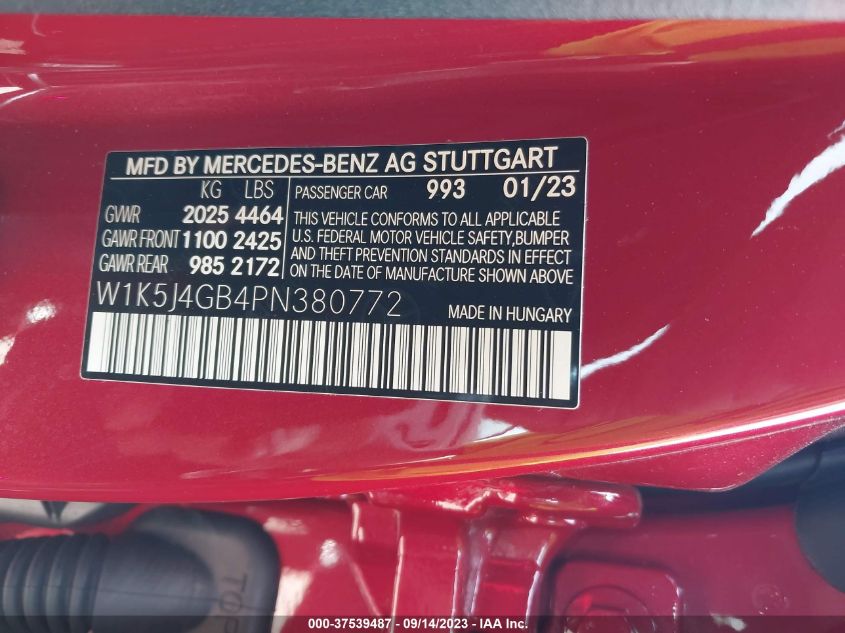 MFD BY MERCEDES-BENZ AG STUTTGART
KG LBS
GVWR 2025 4464
GAWR FRONT 1100 2425
GAWR REAR 985 2172
PASSENGER CAR 993 01/23
THIS VEHICLE CONFORMS TO ALL APPLICABLE
U.S. FEDERAL MOTOR VEHICLE SAFETY,BUMPER
AND THEFT PREVENTION STANDARDS IN EFFECT
ON THE DATE OF MANUFACTURE SHOWN ABOVE.
W1K5J4GB4PN380772
MADE IN HUNGARY
TOP
000-37539487 - 09/14/2023 - IAA Inc.